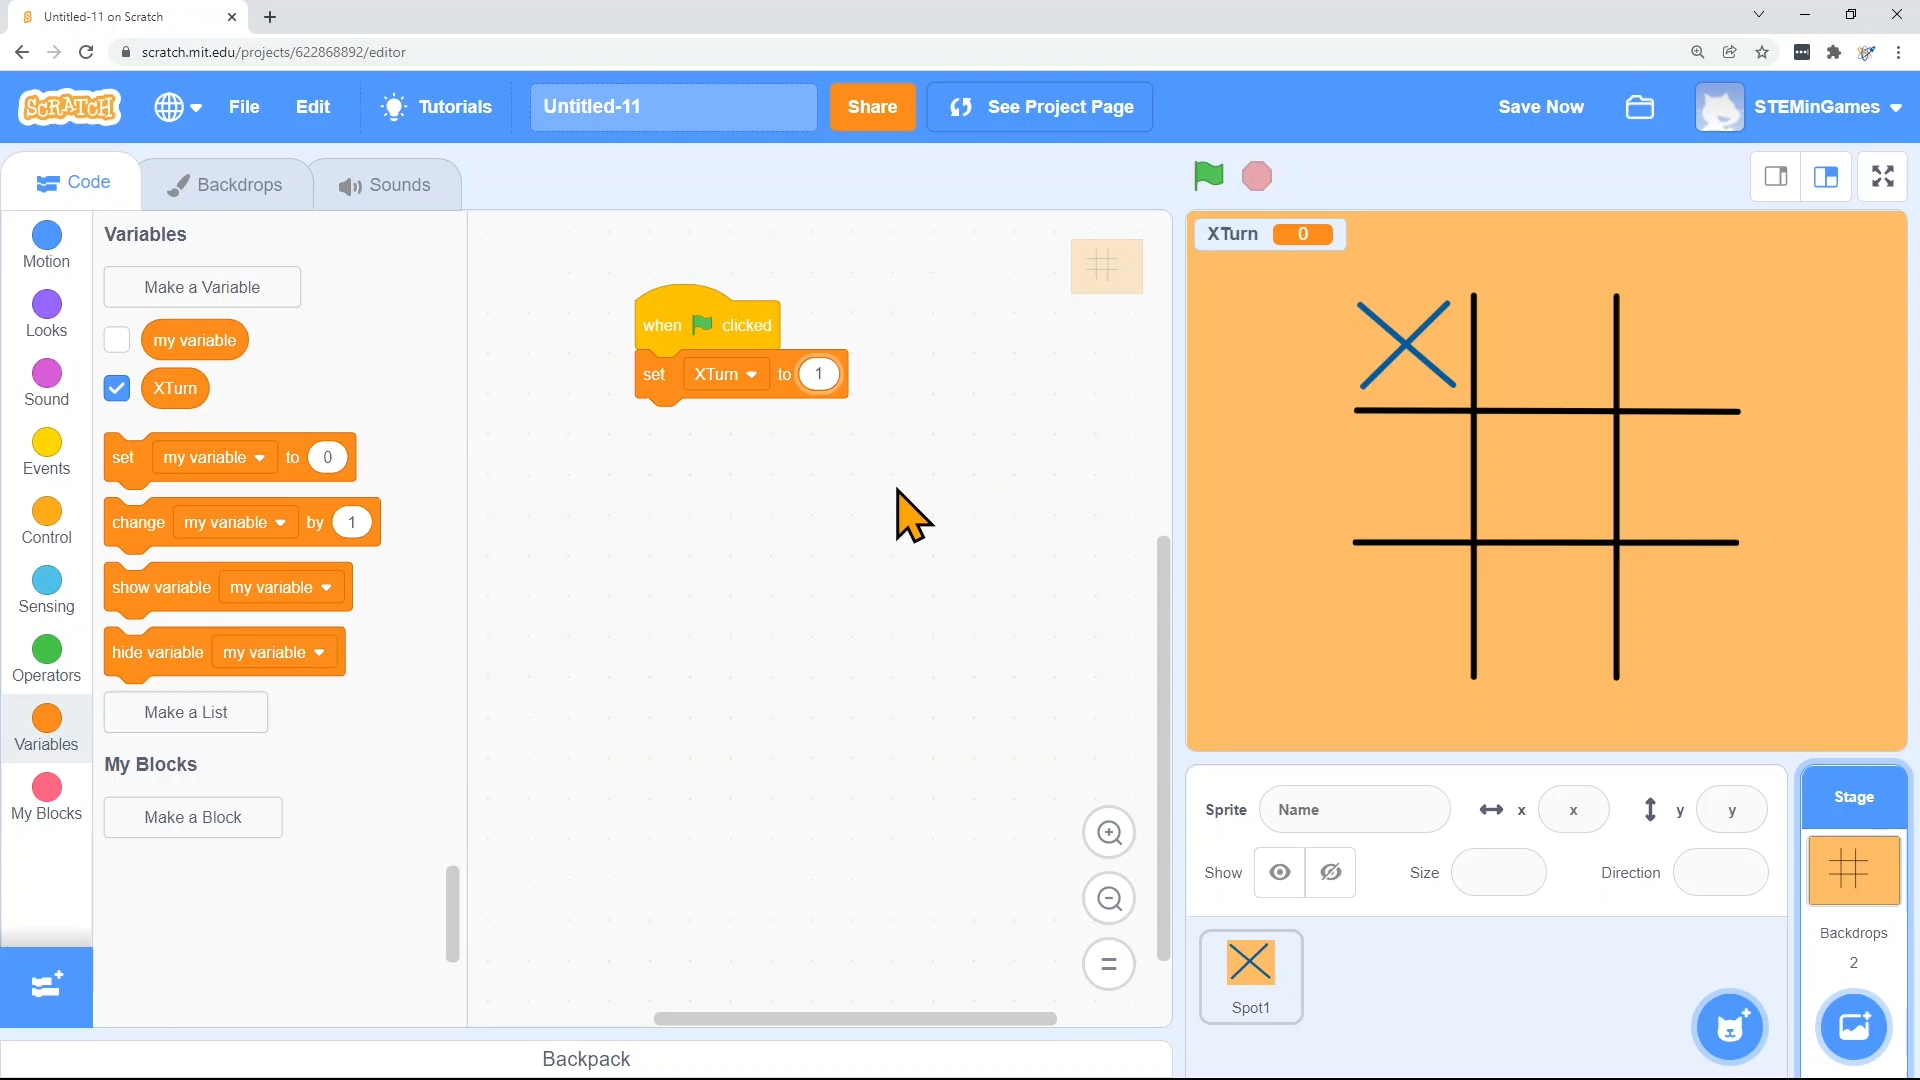 Untitled-11 on Scratch
scratch.mit.edu/projects/622868892/editor
SCRATCH
File
Edit
Tutorials
Untitled-11
Share
See Project Page
Save Now
STEMinGames
Code
Backdrops
Sounds
Motion
Looks
Sound
Events
Control
Sensing
Operators
Variables
My Blocks
Variables
Make a Variable
my variable
XTurn
set my variable to 0
change my variable by 1
show variable my variable
hide variable my variable
Make a List
My Blocks
Make a Block
when clicked
set XTurn to 1
Backpack
XTurn 0
Sprite Name x x y y
Show Size Direction
Spot1
Stage
Backdrops
2